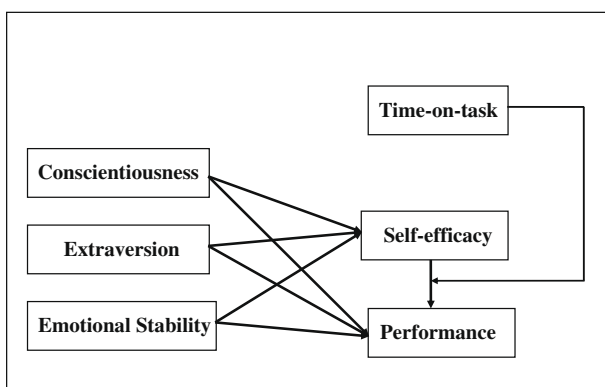 Time-on-task
Conscientiousness
Self-efficacy
Extraversion
Emotional Stability
Performance